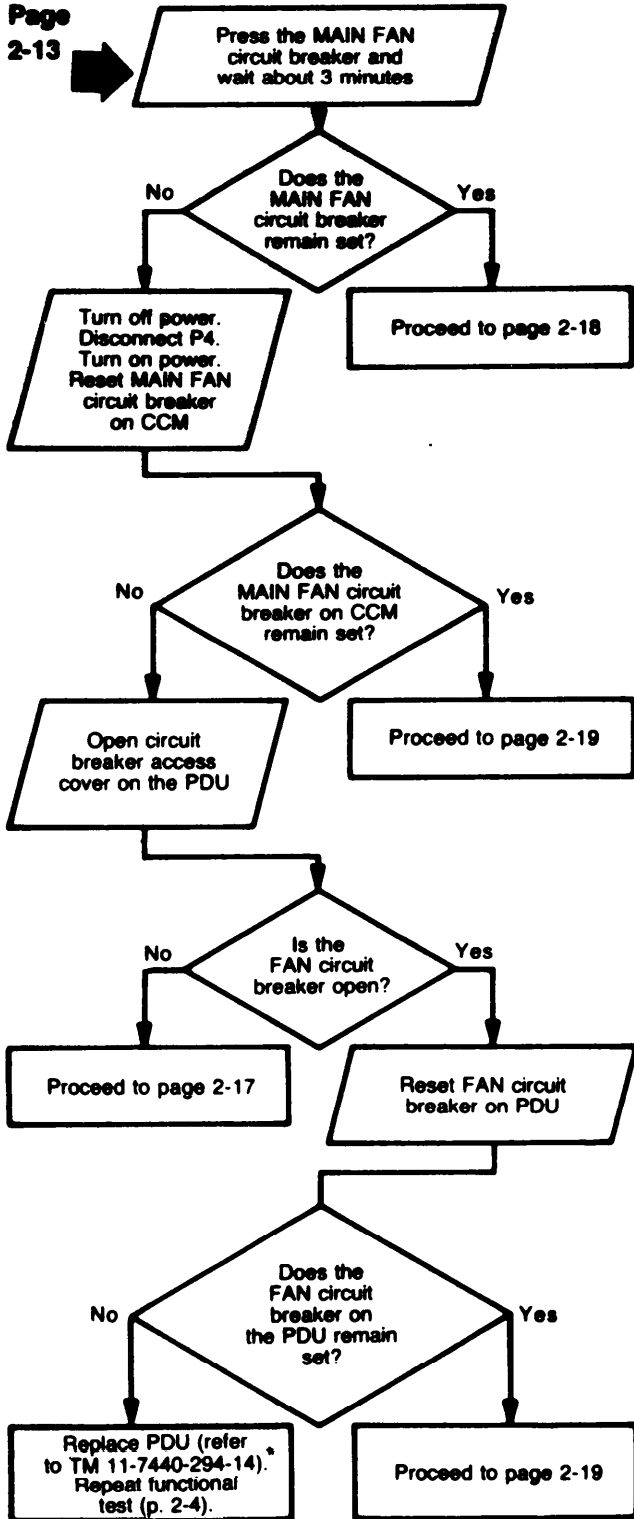 Page
2-13
Press the MAIN FAN
circuit breaker and
wait about 3 minutes
No
Does the
MAIN FAN
circuit breaker
remain set?
Yes
Turn off power.
Disconnect P4.
Turn on power.
Reset MAIN FAN
circuit breaker
on CCM
Proceed to page 2-18
No
Does the
MAIN FAN circuit
breaker on CCM
remain set?
Yes
Open circuit
breaker access
cover on the PDU
Proceed to page 2-19
No
Is the
FAN circuit
breaker open?
Yes
Proceed to page 2-17
Reset FAN circuit
breaker on PDU
No
Does the
FAN circuit
breaker on
the PDU remain
set?
Yes
Replace PDU (refer
to TM 11-7440-294-14).*
Repeat functional
test (p. 2-4).
Proceed to page 2-19